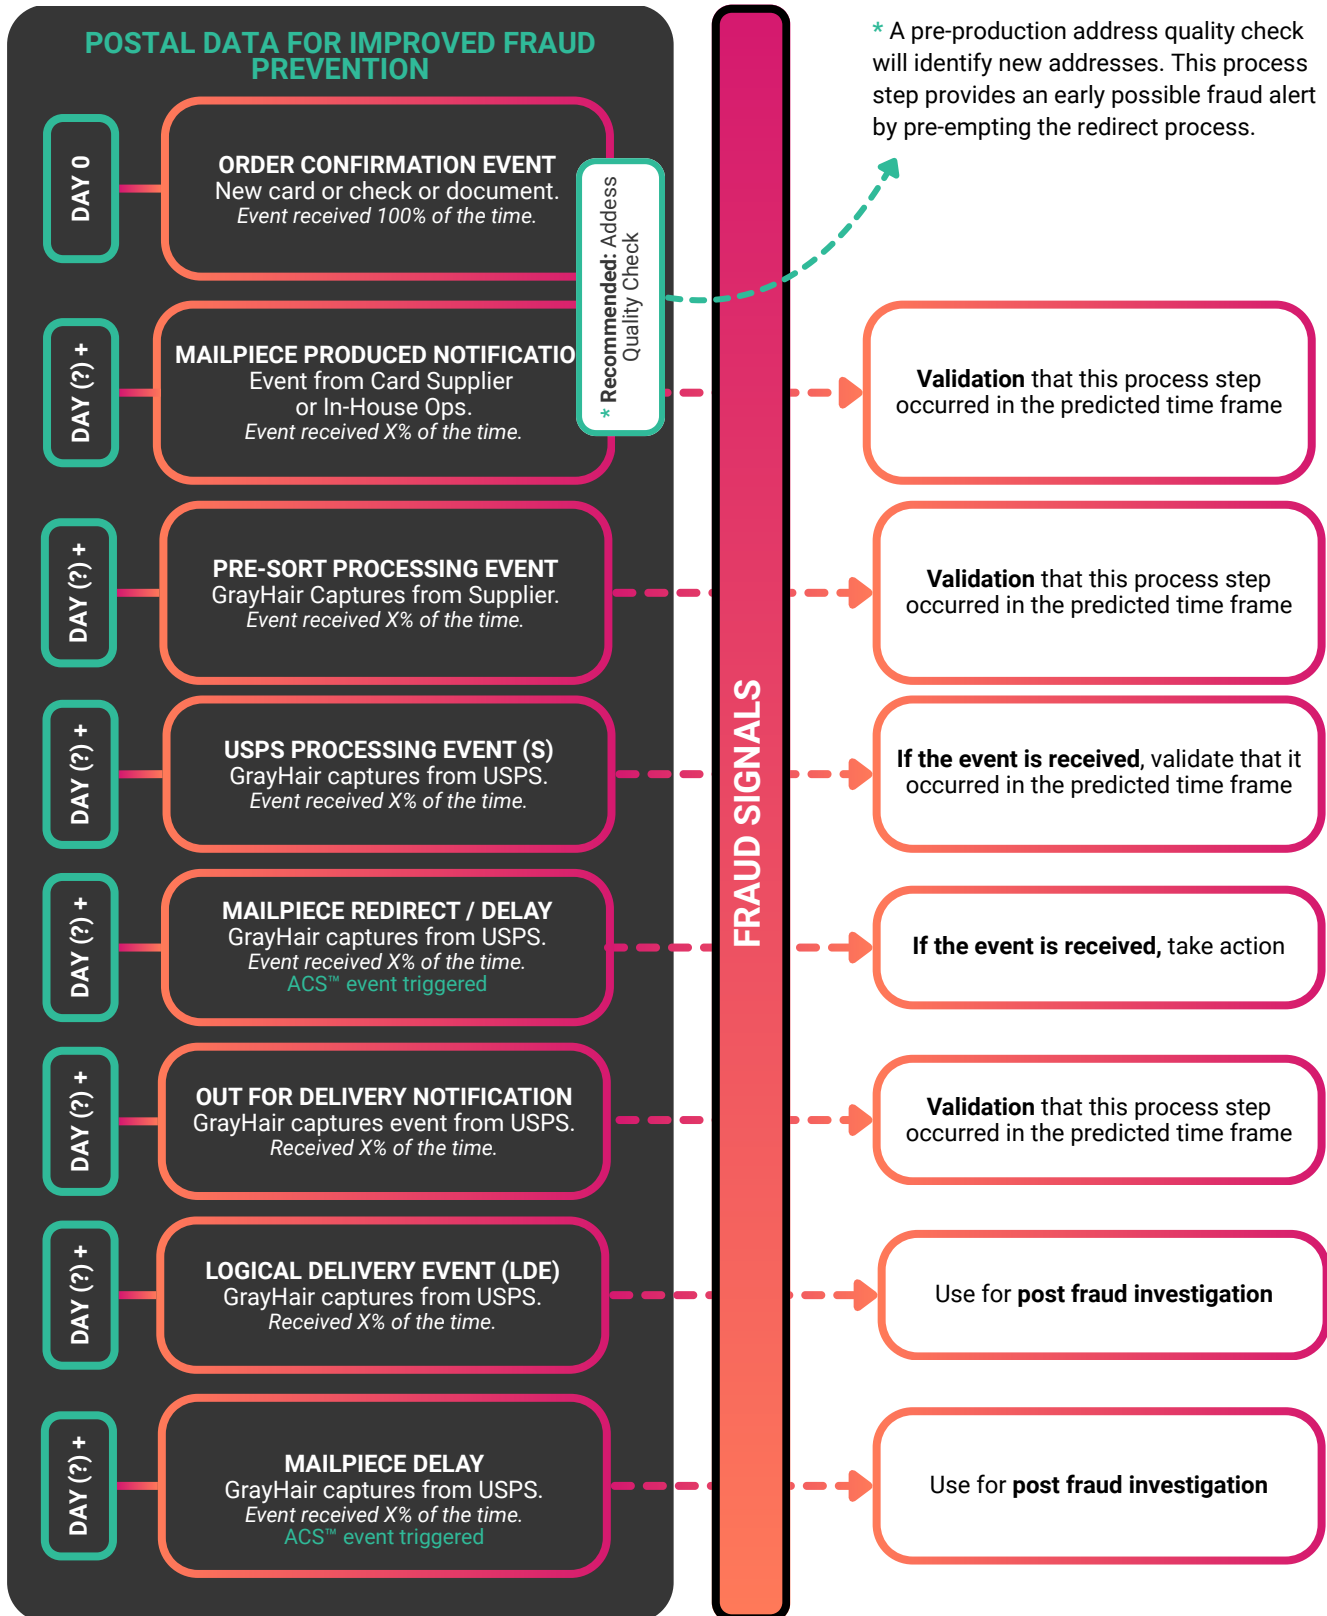 POSTAL DATA FOR IMPROVED FRAUD
PREVENTION
* A pre-production address quality check
will identify new addresses. This process
step provides an early possible fraud alert
by pre-empting the redirect process.
DAY 0
ORDER CONFIRMATION EVENT
New card or check or document.
Event received 100% of the time.
* Recommended: Addess
Quality Check
DAY (?) +
MAILPIECE PRODUCED NOTIFICATIO
Event from Card Supplier
or In-House Ops.
Event received X% of the time.
Validation that this process step
occurred in the predicted time frame
DAY (?) +
PRE-SORT PROCESSING EVENT
GrayHair Captures from Supplier.
Event received X% of the time.
Validation that this process step
occurred in the predicted time frame
FRAUD SIGNALS
DAY (?) +
USPS PROCESSING EVENT (S)
GrayHair captures from USPS.
Event received X% of the time.
If the event is received, validate that it
occurred in the predicted time frame
DAY (?) +
MAILPIECE REDIRECT / DELAY
GrayHair captures from USPS.
Event received X% of the time.
ACS™ event triggered
If the event is received, take action
DAY (?) +
OUT FOR DELIVERY NOTIFICATION
GrayHair captures event from USPS.
Received X% of the time.
Validation that this process step
occurred in the predicted time frame
DAY (?) +
LOGICAL DELIVERY EVENT (LDE)
GrayHair captures from USPS.
Received X% of the time.
Use for post fraud investigation
DAY (?) +
MAILPIECE DELAY
GrayHair captures from USPS.
Event received X% of the time.
ACS™ event triggered
Use for post fraud investigation